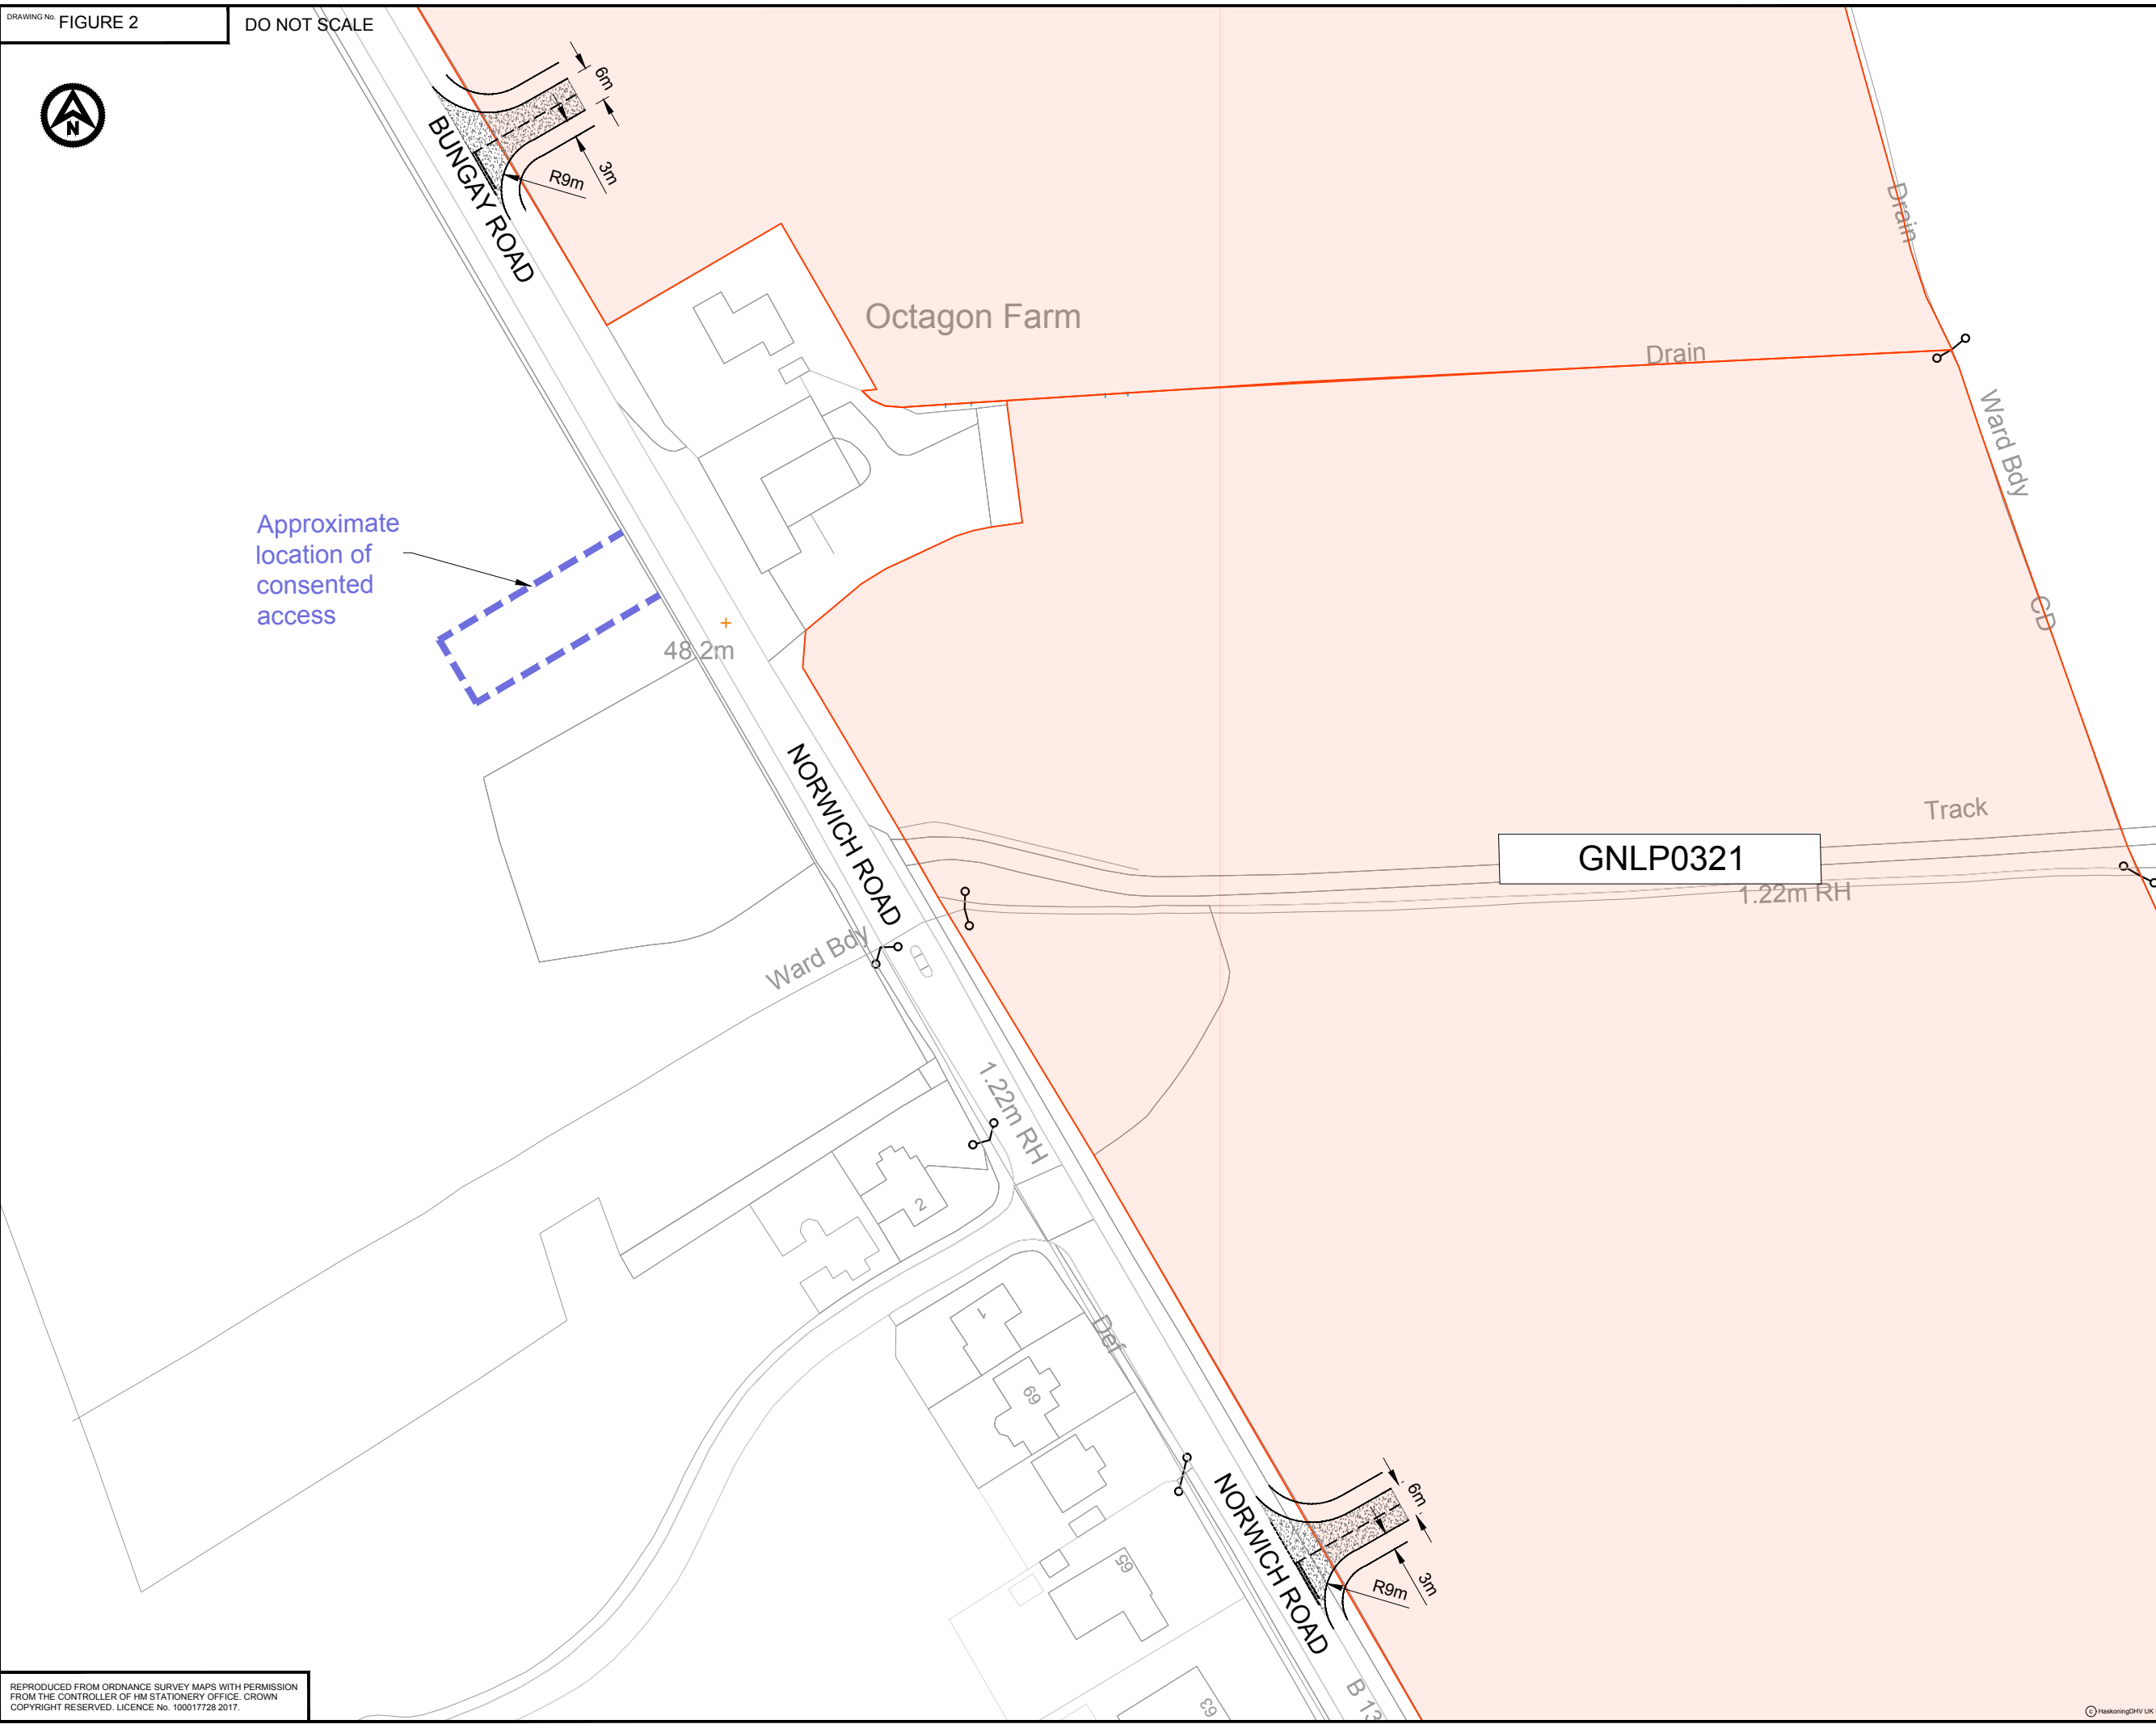 DRAWING No. FIGURE 2
DO NOT SCALE
N
6m
3m
R9m
BUNGAY ROAD
Drain
Octagon Farm
Drain
Ward Bdy
Approximate
location of
consented
access
48.2m
CD
NORWICH ROAD
Track
GNLP0321
1.22m RH
Ward Bdy
1.22m RH
2
1
Def
69
6m
3m
R9m
NORWICH ROAD
65
63
B 13
REPRODUCED FROM ORDNANCE SURVEY MAPS WITH PERMISSION
FROM THE CONTROLLER OF HM STATIONERY OFFICE. CROWN
COPYRIGHT RESERVED. LICENCE No. 100017728 2017.
© HaskoningDHV UK